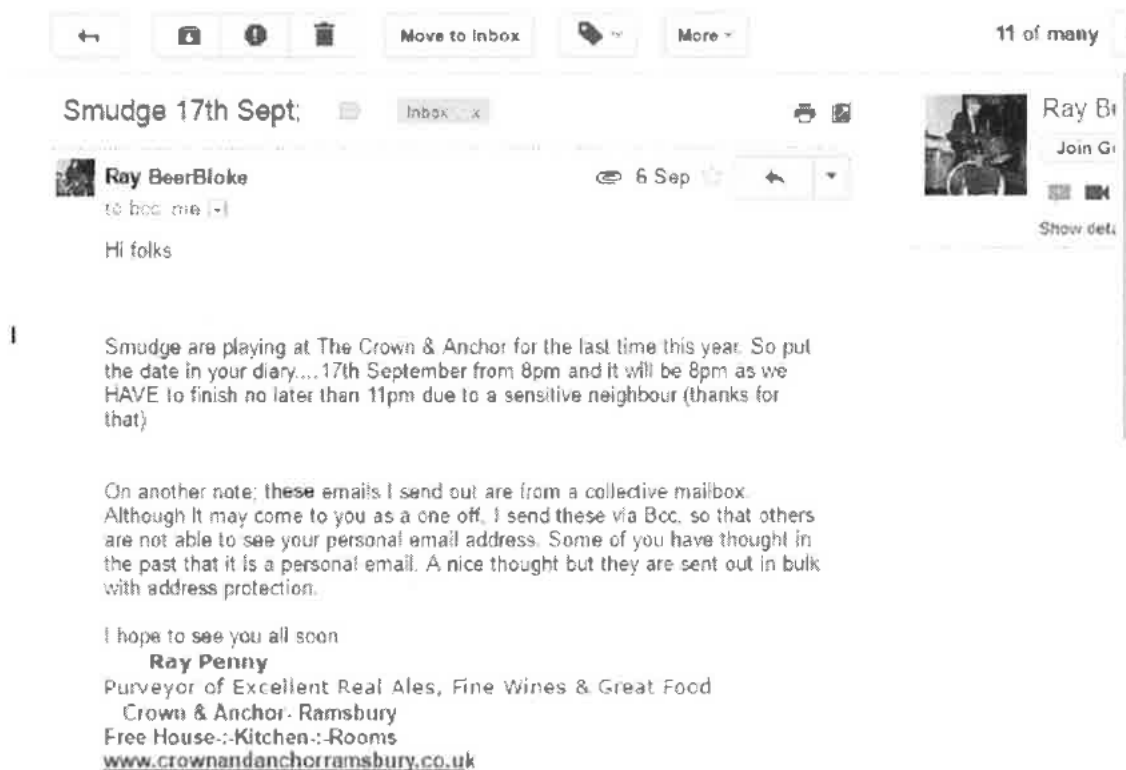 Move to Inbox
More
11 of many
Smudge 17th Sept;
Inbox x
Ray BeerBloke
6 Sep
to bcc: me
Hi folks
Smudge are playing at The Crown & Anchor for the last time this year. So put
the date in your diary....17th September from 8pm and it will be 8pm as we
HAVE to finish no later than 11pm due to a sensitive neighbour (thanks for
that)
On another note; these emails I send out are from a collective mailbox.
Although It may come to you as a one off, I send these via Bcc, so that others
are not able to see your personal email address. Some of you have thought in
the past that it is a personal email. A nice thought but they are sent out in bulk
with address protection.
I hope to see you all soon
Ray Penny
Purveyor of Excellent Real Ales, Fine Wines & Great Food
Crown & Anchor- Ramsbury
Free House-:-Kitchen-:-Rooms
www.crownandanchorramsbury.co.uk
Ray Be
Join G
Show deta